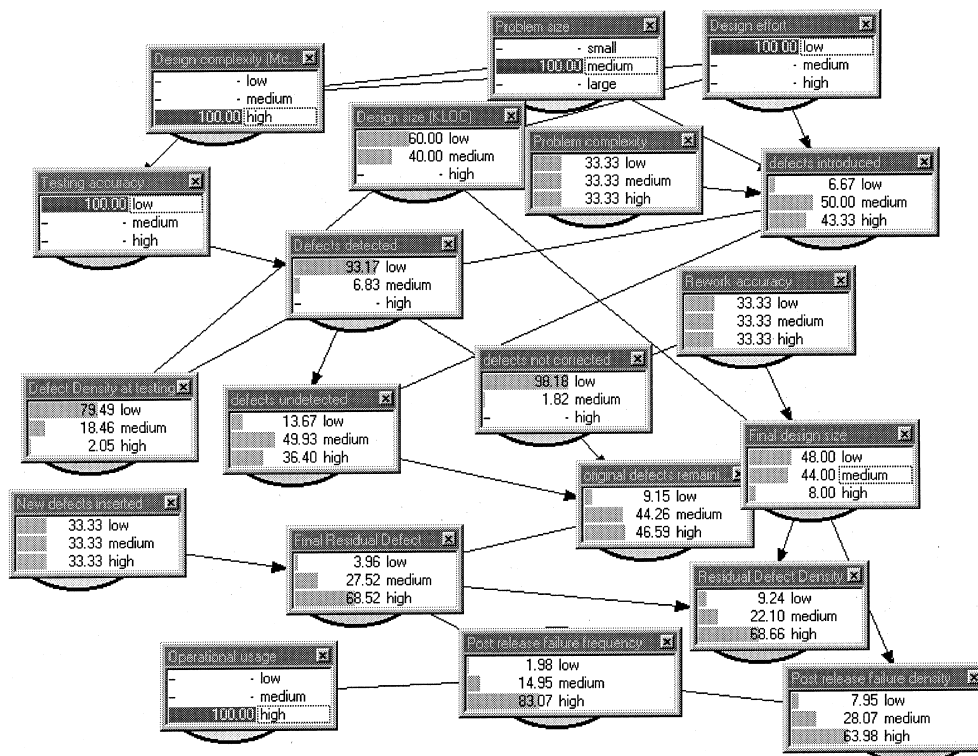 Problem size
- - small
100.00 medium
- - large
Design effort
100.00 low
- - medium
- - high
Design complexity (Mc...
- - low
- - medium
100.00 high
Design size (KLOC)
60.00 low
40.00 medium
- - high
Problem complexity
33.33 low
33.33 medium
33.33 high
defects introduced
6.67 low
50.00 medium
43.33 high
Testing accuracy
100.00 low
- - medium
- - high
Defects detected
93.17 low
6.83 medium
- - high
Rework accuracy
33.33 low
33.33 medium
33.33 high
Defect Density at testing
79.49 low
18.46 medium
2.05 high
defects undetected
13.67 low
49.93 medium
36.40 high
defects not corrected
98.18 low
1.82 medium
- - high
Final design size
48.00 low
44.00 medium
8.00 high
original defects remaini...
9.15 low
44.26 medium
46.59 high
New defects inserted
33.33 low
33.33 medium
33.33 high
Final Residual Defect
3.96 low
27.52 medium
68.52 high
Residual Defect Density
9.24 low
22.10 medium
68.66 high
Operational usage
- - low
- - medium
100.00 high
Post release failure frequency
1.98 low
14.95 medium
83.07 high
Post release failure density
7.95 low
28.07 medium
63.98 high